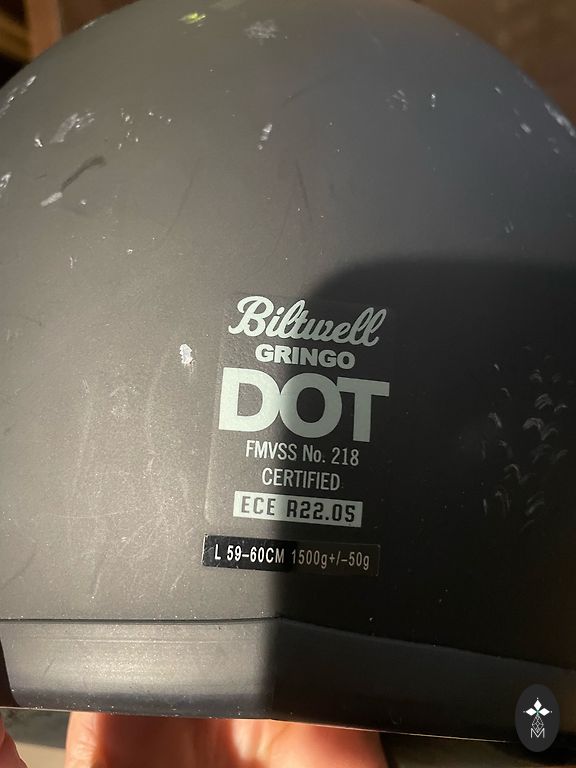 Biltwell
GRINGO
DOT
FMVSS No. 218
CERTIFIED
ECE R22.05
L 59-60CM 1500g+/-50g
M